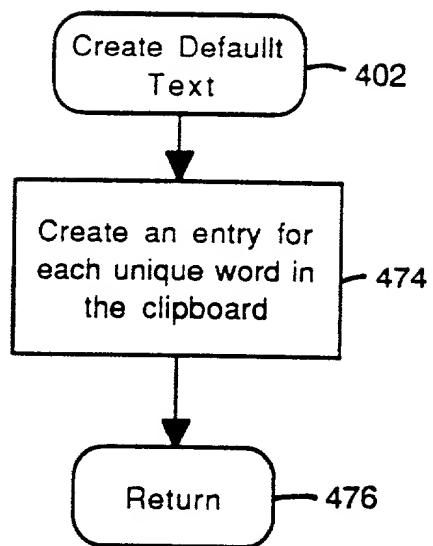 Create Defaullt
Text
402
Create an entry for
each unique word in
the clipboard
474
Return
476